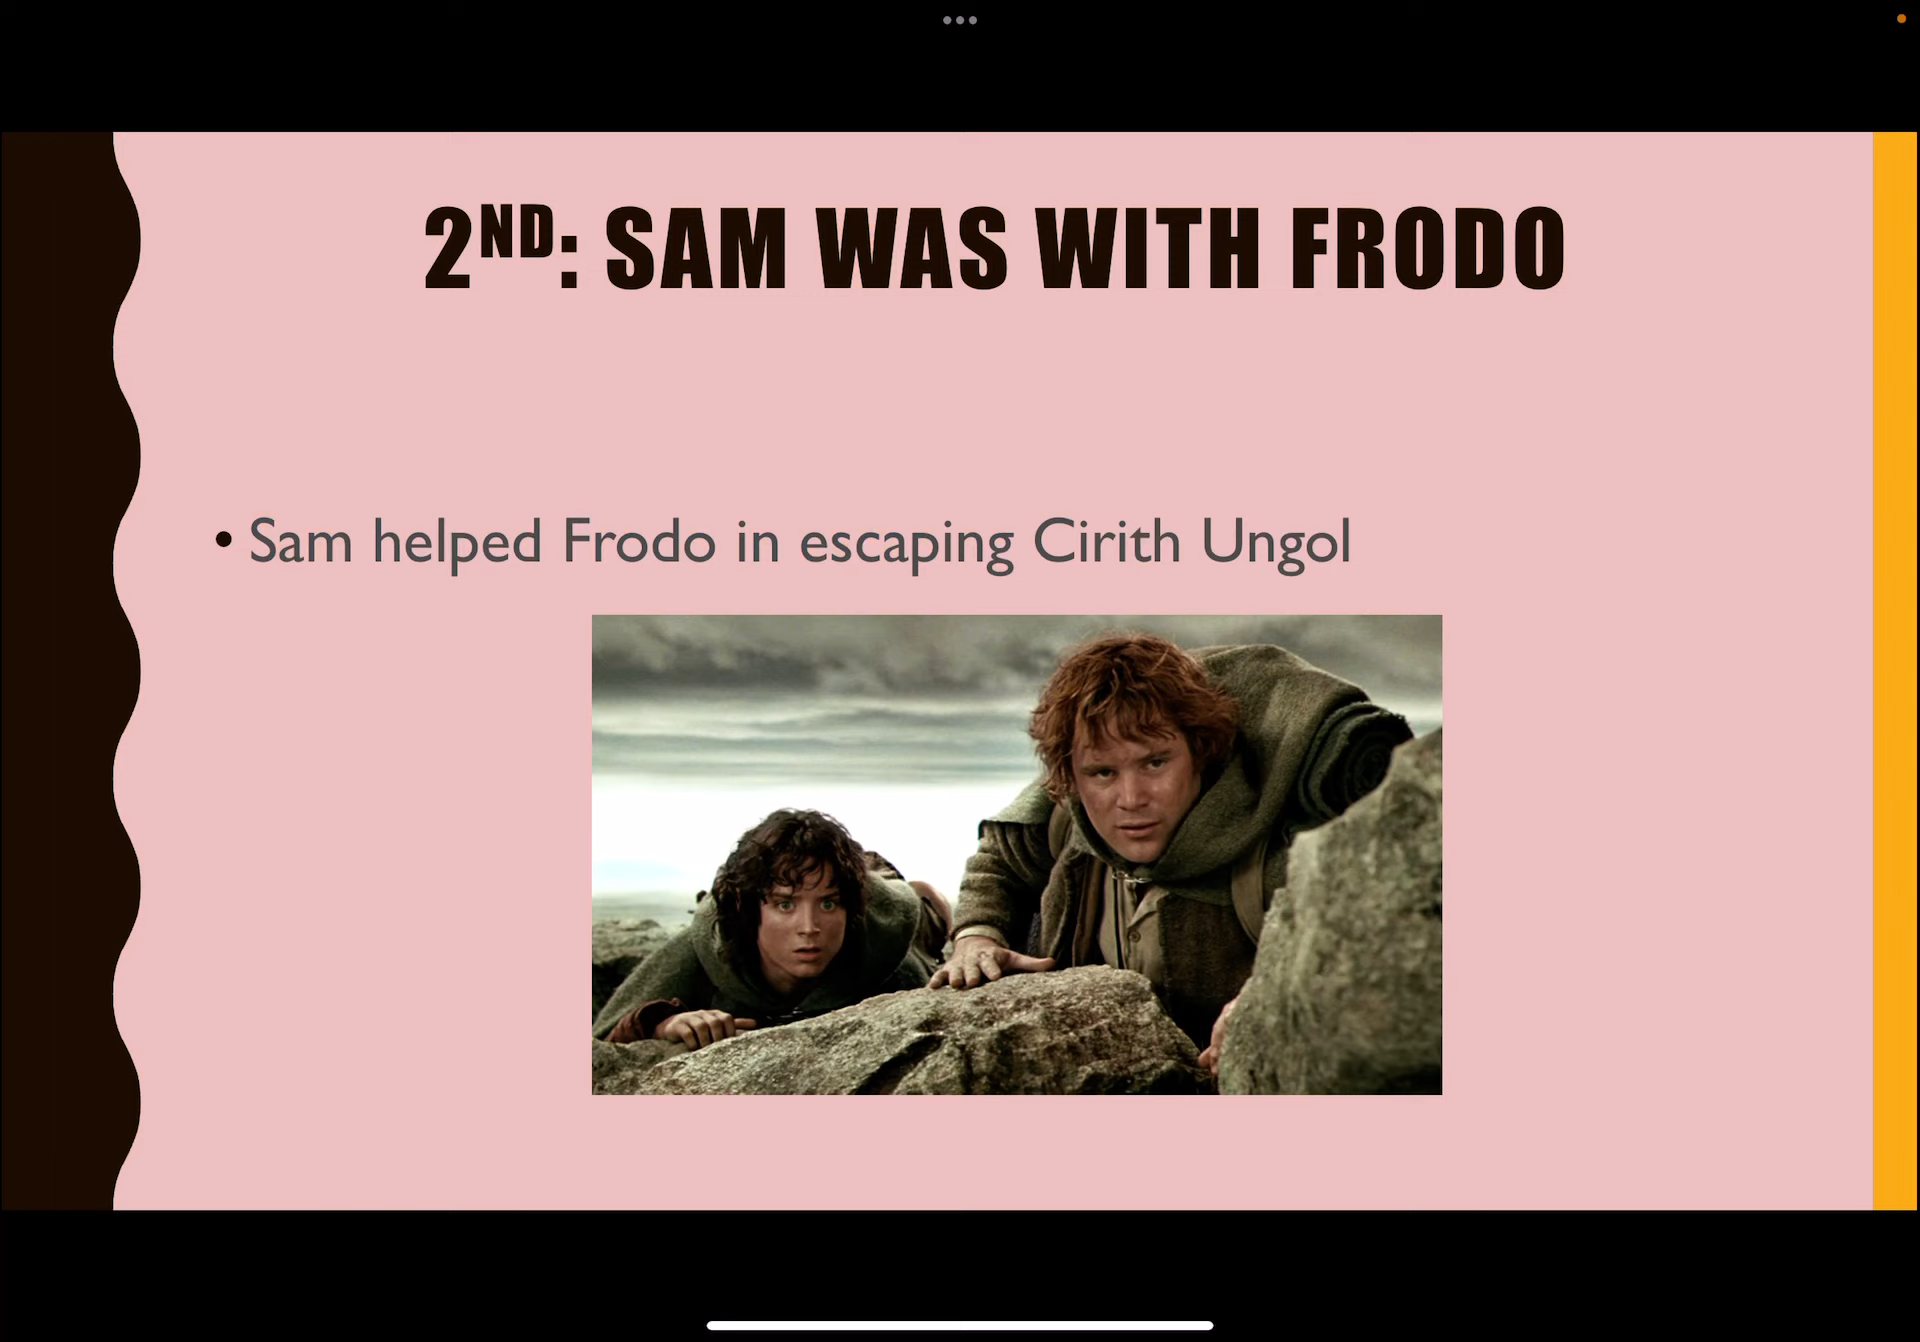 2ND: SAM WAS WITH FRODO
• Sam helped Frodo in escaping Cirith Ungol